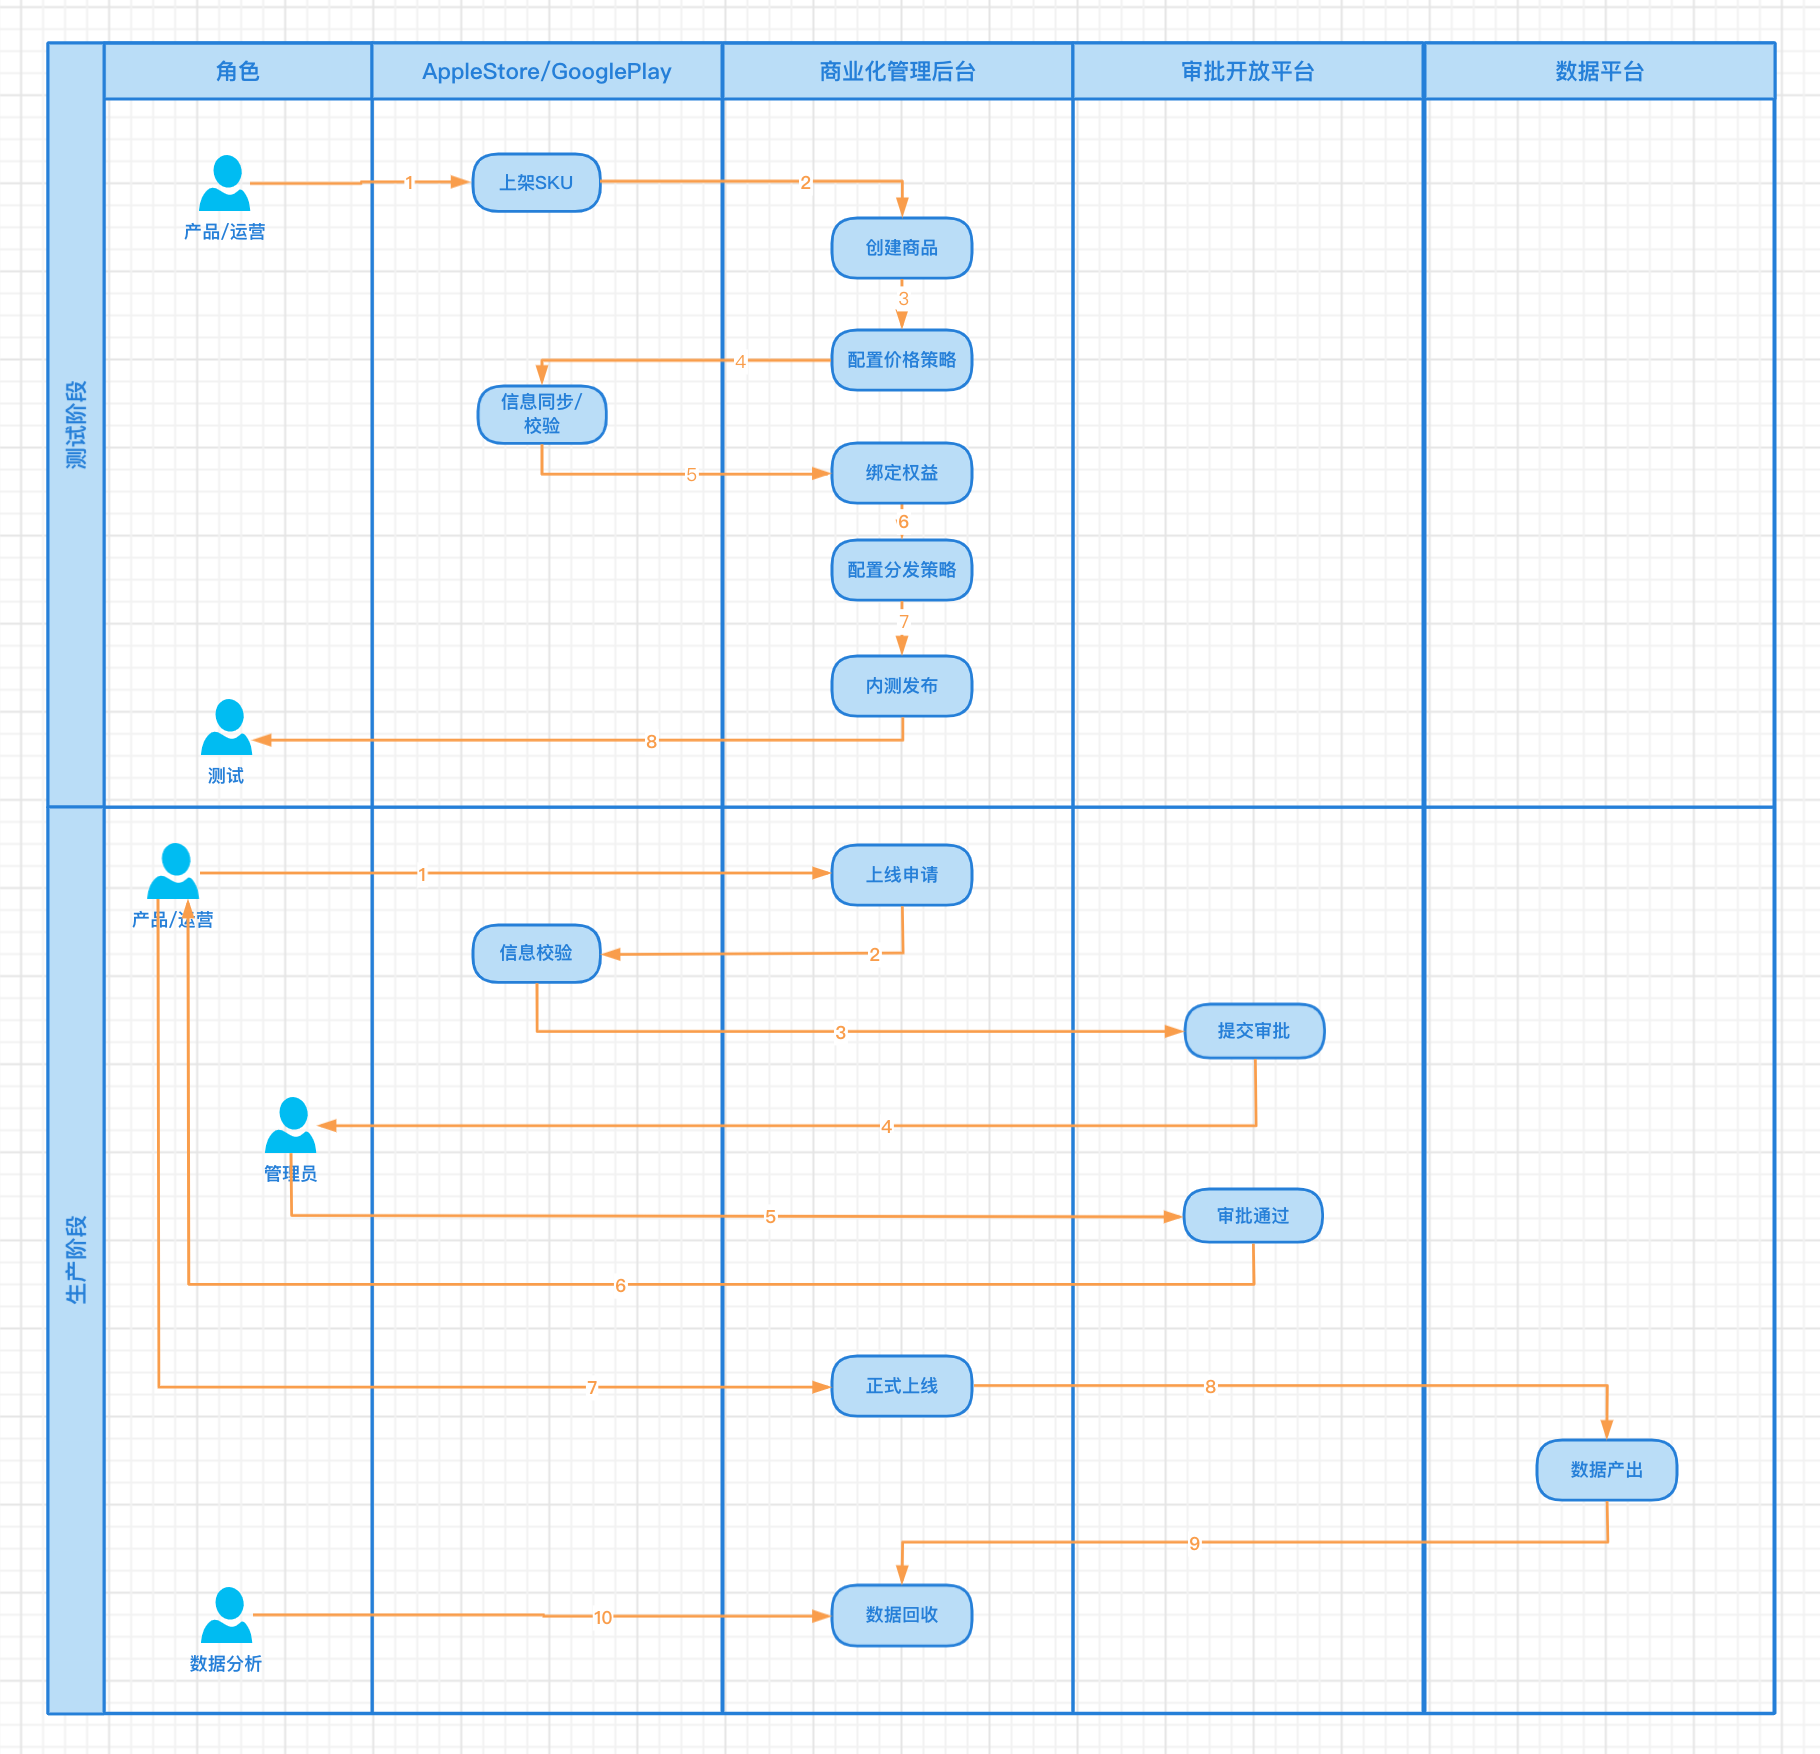 角色
AppleStore/GooglePlay
商业化管理后台
审批开放平台
数据平台
测试阶段
产品/运营
1
上架SKU
2
创建商品
3
配置价格策略
4
信息同步/
校验
5
绑定权益
6
配置分发策略
7
内测发布
8
测试
生产阶段
产品/运营
1
上线申请
2
信息校验
3
提交审批
4
管理员
5
审批通过
6
7
正式上线
8
数据产出
9
数据分析
10
数据回收